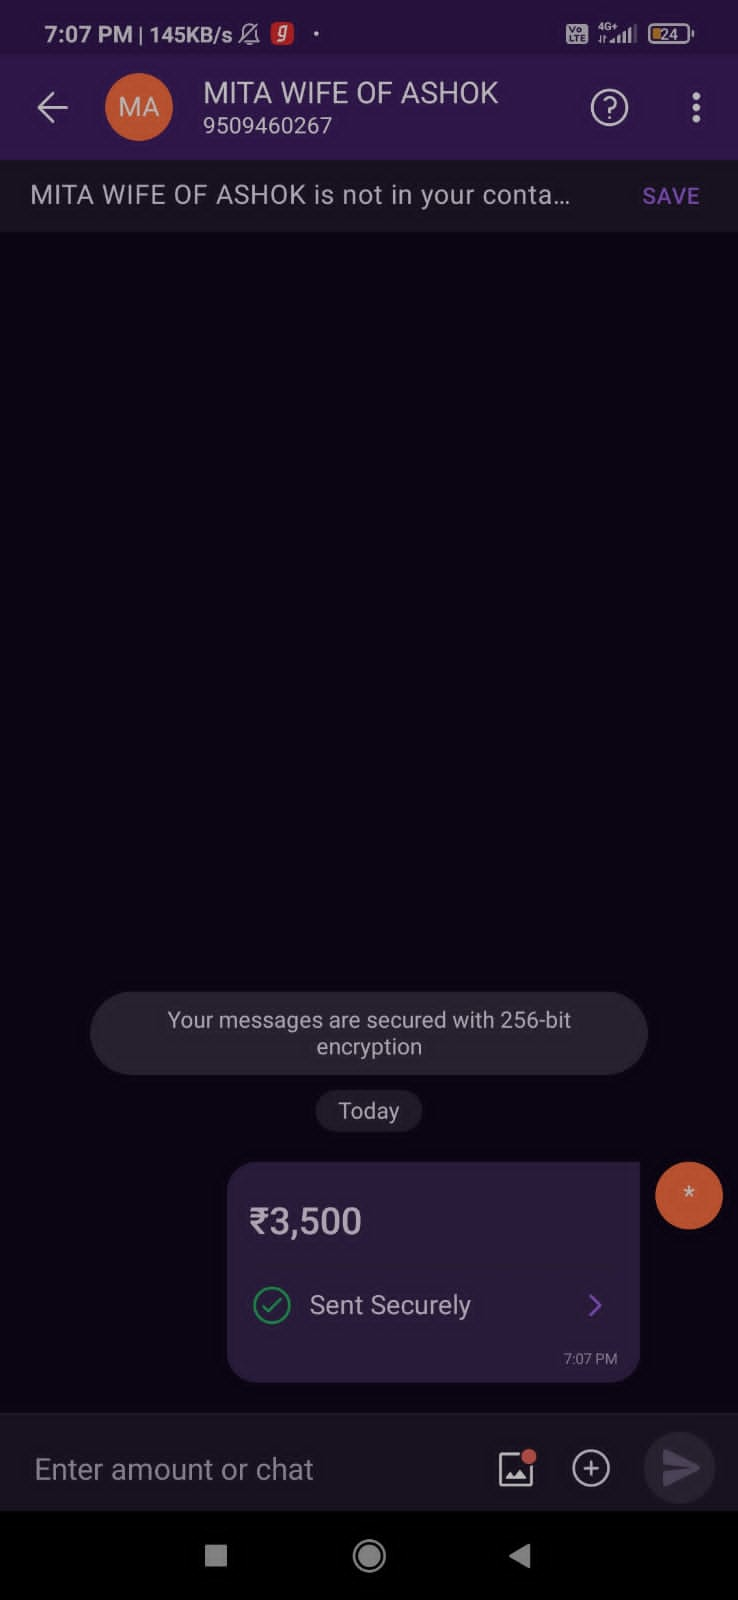 7:07 PM | 145KB/s g
Vo LTE 4G+ 24
MA
MITA WIFE OF ASHOK
9509460267
MITA WIFE OF ASHOK is not in your conta... SAVE
Your messages are secured with 256-bit
encryption
Today
₹3,500
*
Sent Securely
7:07 PM
Enter amount or chat